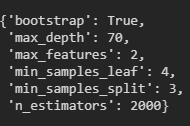 {'bootstrap': True,
'max_depth': 70,
'max_features': 2,
'min_samples_leaf': 4,
'min_samples_split': 3,
'n_estimators': 2000}